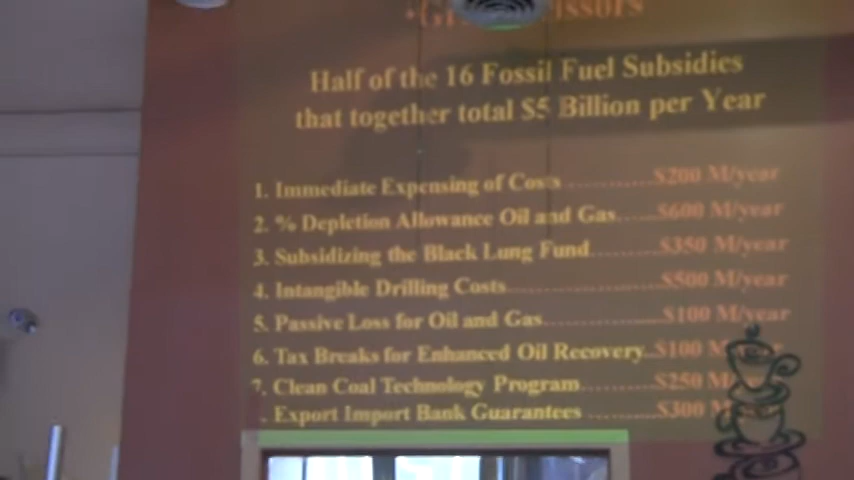 Half of the 16 Fossil Fuel Subsidies
that together total $5 Billion per Year
1. Immediate Expensing of Costs............$200 M/year
2. % Depletion Allowance Oil and Gas.....$600 M/year
3. Subsidizing the Black Lung Fund.........$350 M/year
4. Intangible Drilling Costs.....................$500 M/year
5. Passive Loss for Oil and Gas................$100 M/year
6. Tax Breaks for Enhanced Oil Recovery..$100 M
7. Clean Coal Technology Program..........$250 M
. Export Import Bank Guarantees ..........$300 M